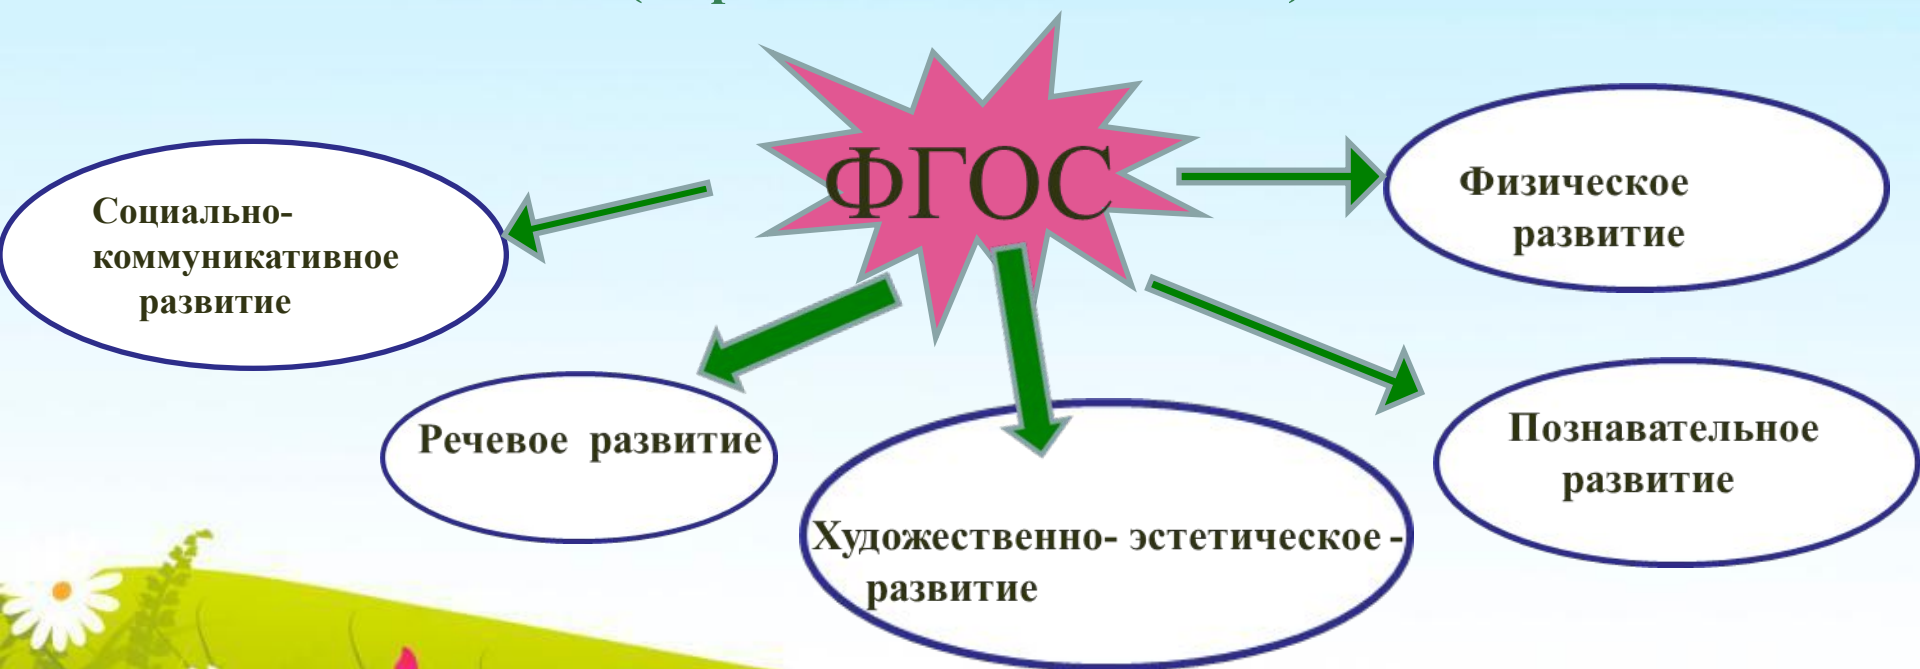 ФГОС
Социально-
коммуникативное
развитие
Физическое
развитие
Речевое развитие
Познавательное
развитие
Художественно- эстетическое -
развитие